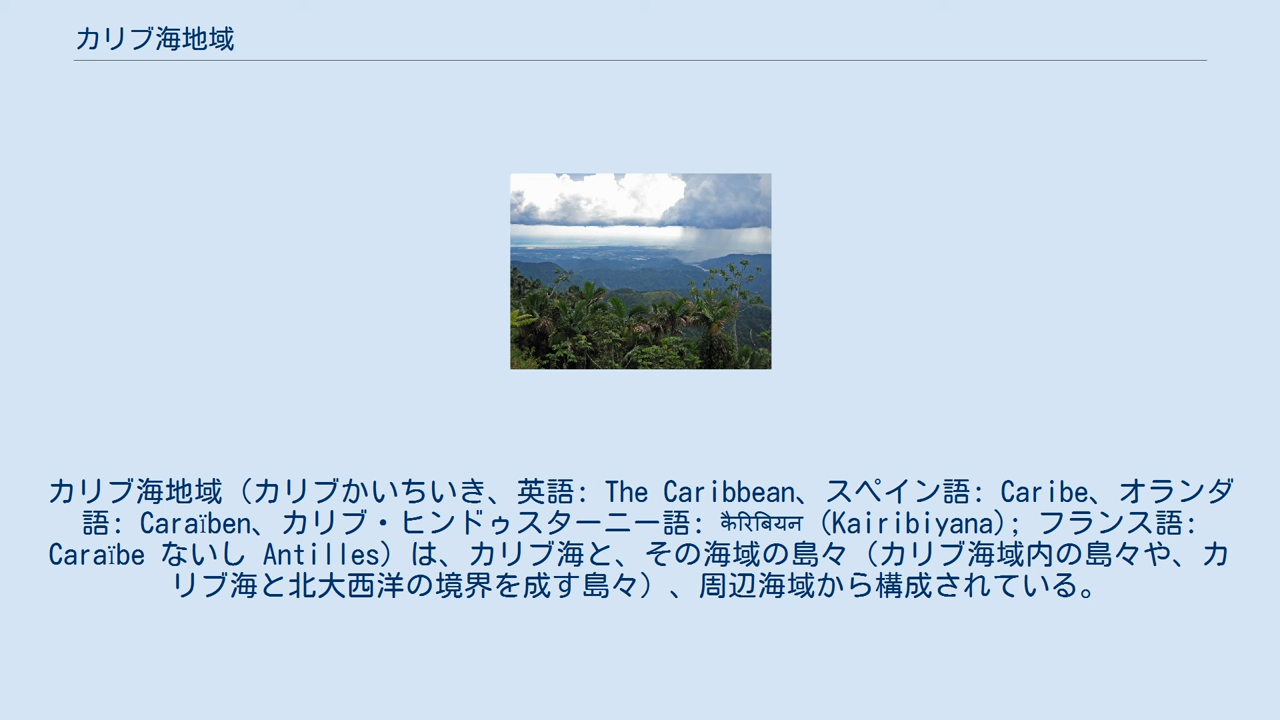 カリブ海地域
カリブ海地域（カリブかいちいき、英語: The Caribbean、スペイン語: Caribe、オランダ
語: Caraïben、カリブ・ヒンドゥスターニー語: कैरिबियन (Kairibiyana); フランス語:
Caraïbe ないし Antilles）は、カリブ海と、その海域の島々（カリブ海域内の島々や、カ
リブ海と北大西洋の境界を成す島々）、周辺海域から構成されている。